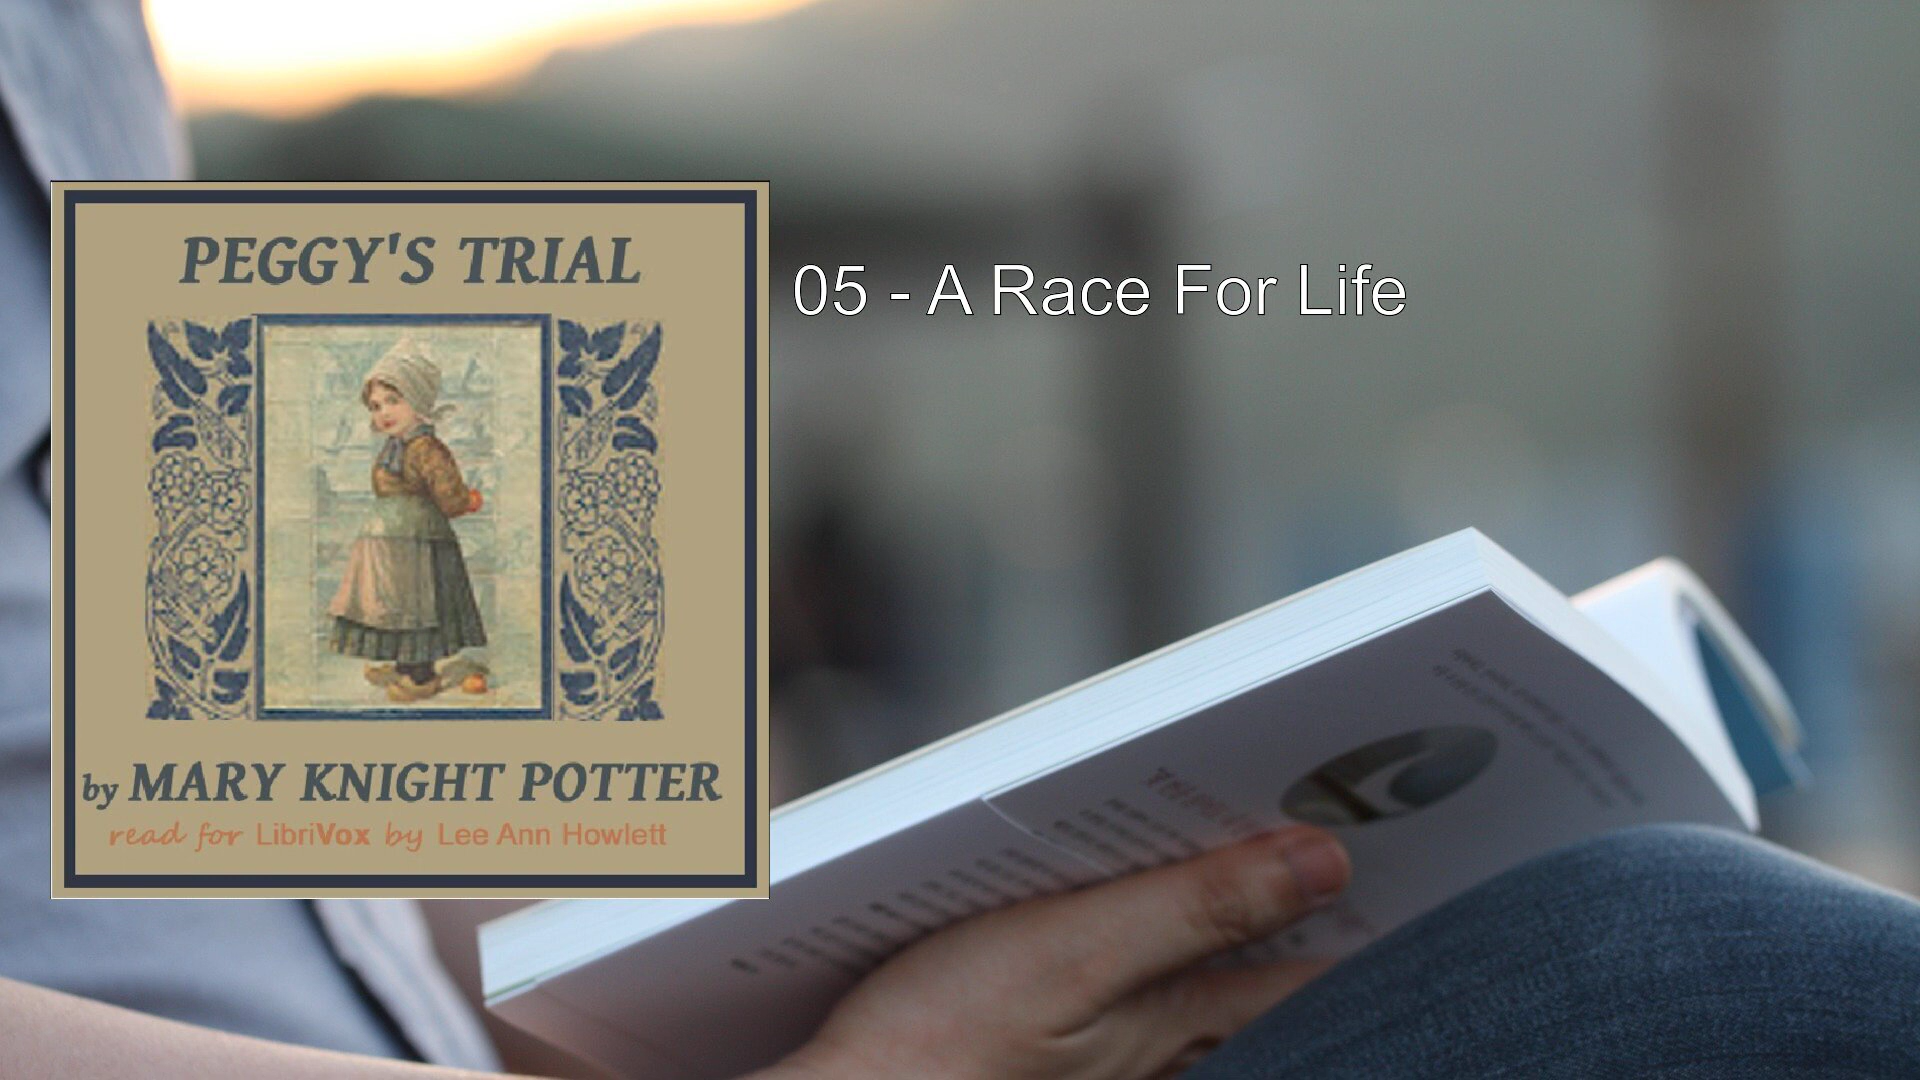 PEGGY'S TRIAL
by MARY KNIGHT POTTER
read for LibriVox by Lee Ann Howlett
05 - A Race For Life